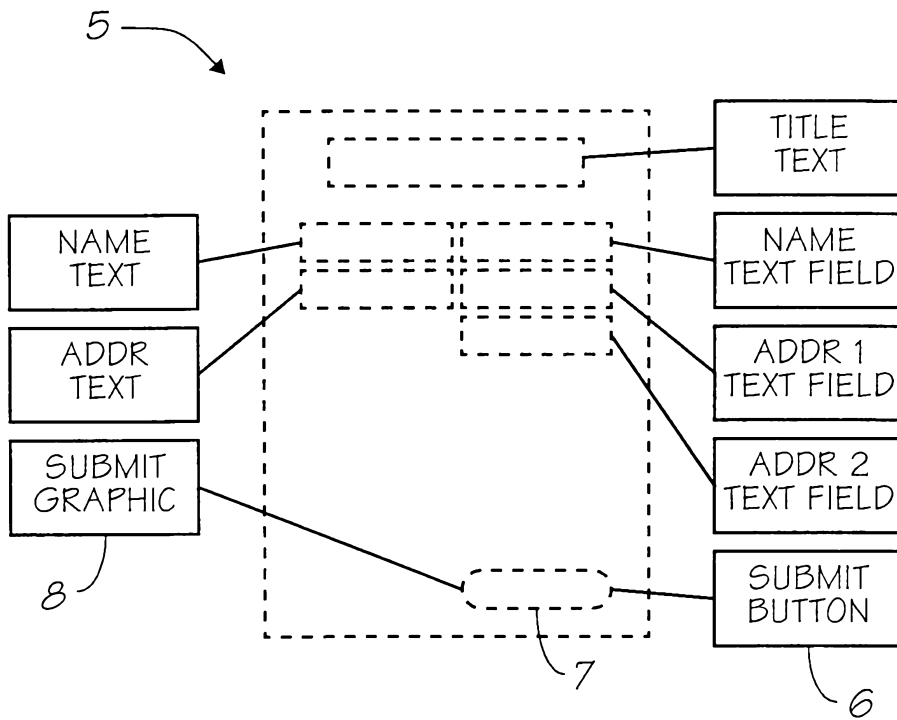 5
TITLE
TEXT
NAME
TEXT
NAME
TEXT FIELD
ADDR
TEXT
ADDR 1
TEXT FIELD
SUBMIT
GRAPHIC
ADDR 2
TEXT FIELD
SUBMIT
BUTTON
8
7
6